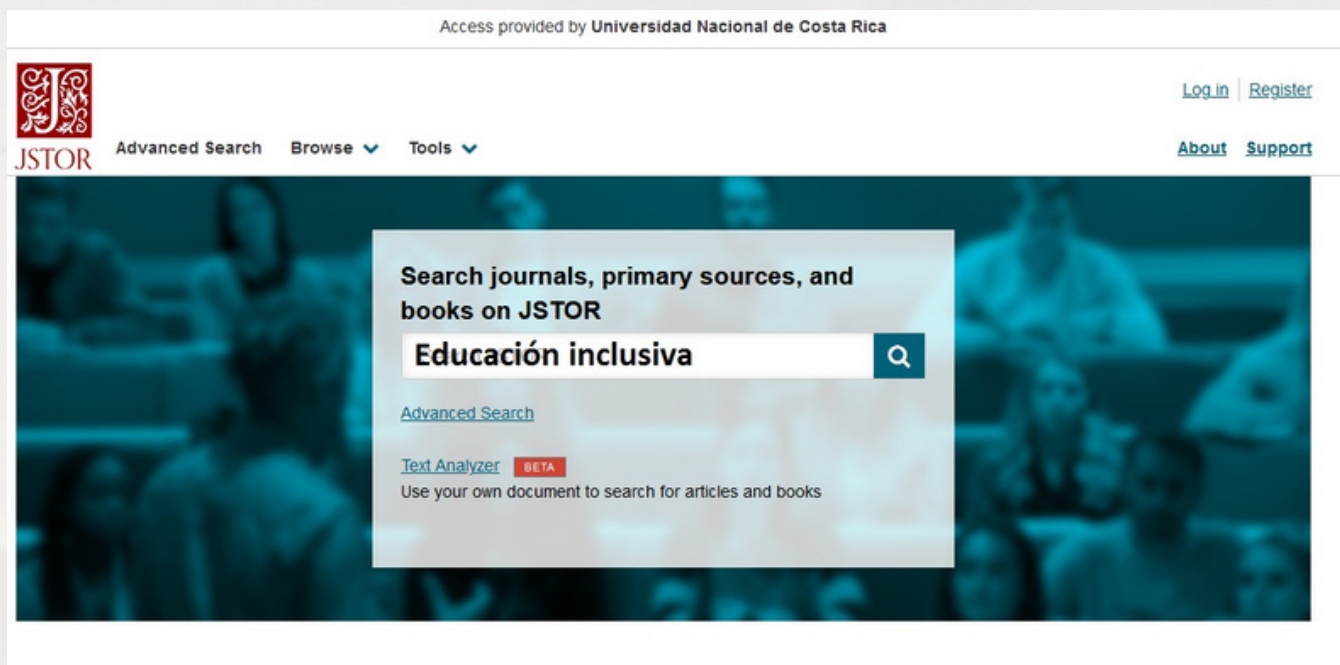 Access provided by Universidad Nacional de Costa Rica
Log in Register
JSTOR Advanced Search Browse Tools About Support
Search journals, primary sources, and
books on JSTOR
Educación inclusiva
Advanced Search
Text Analyzer BETA
Use your own document to search for articles and books